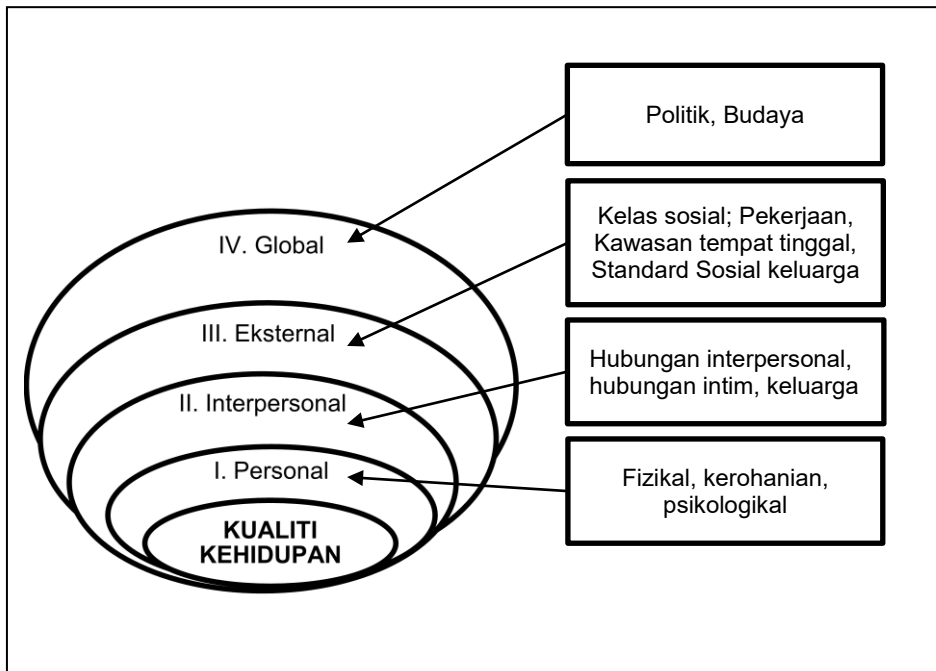 Politik, Budaya
Kelas sosial; Pekerjaan,
Kawasan tempat tinggal,
Standard Sosial keluarga
Hubungan interpersonal,
hubungan intim, keluarga
Fizikal, kerohanian,
psikologikal
IV. Global
III. Eksternal
II. Interpersonal
I. Personal
KUALITI
KEHIDUPAN